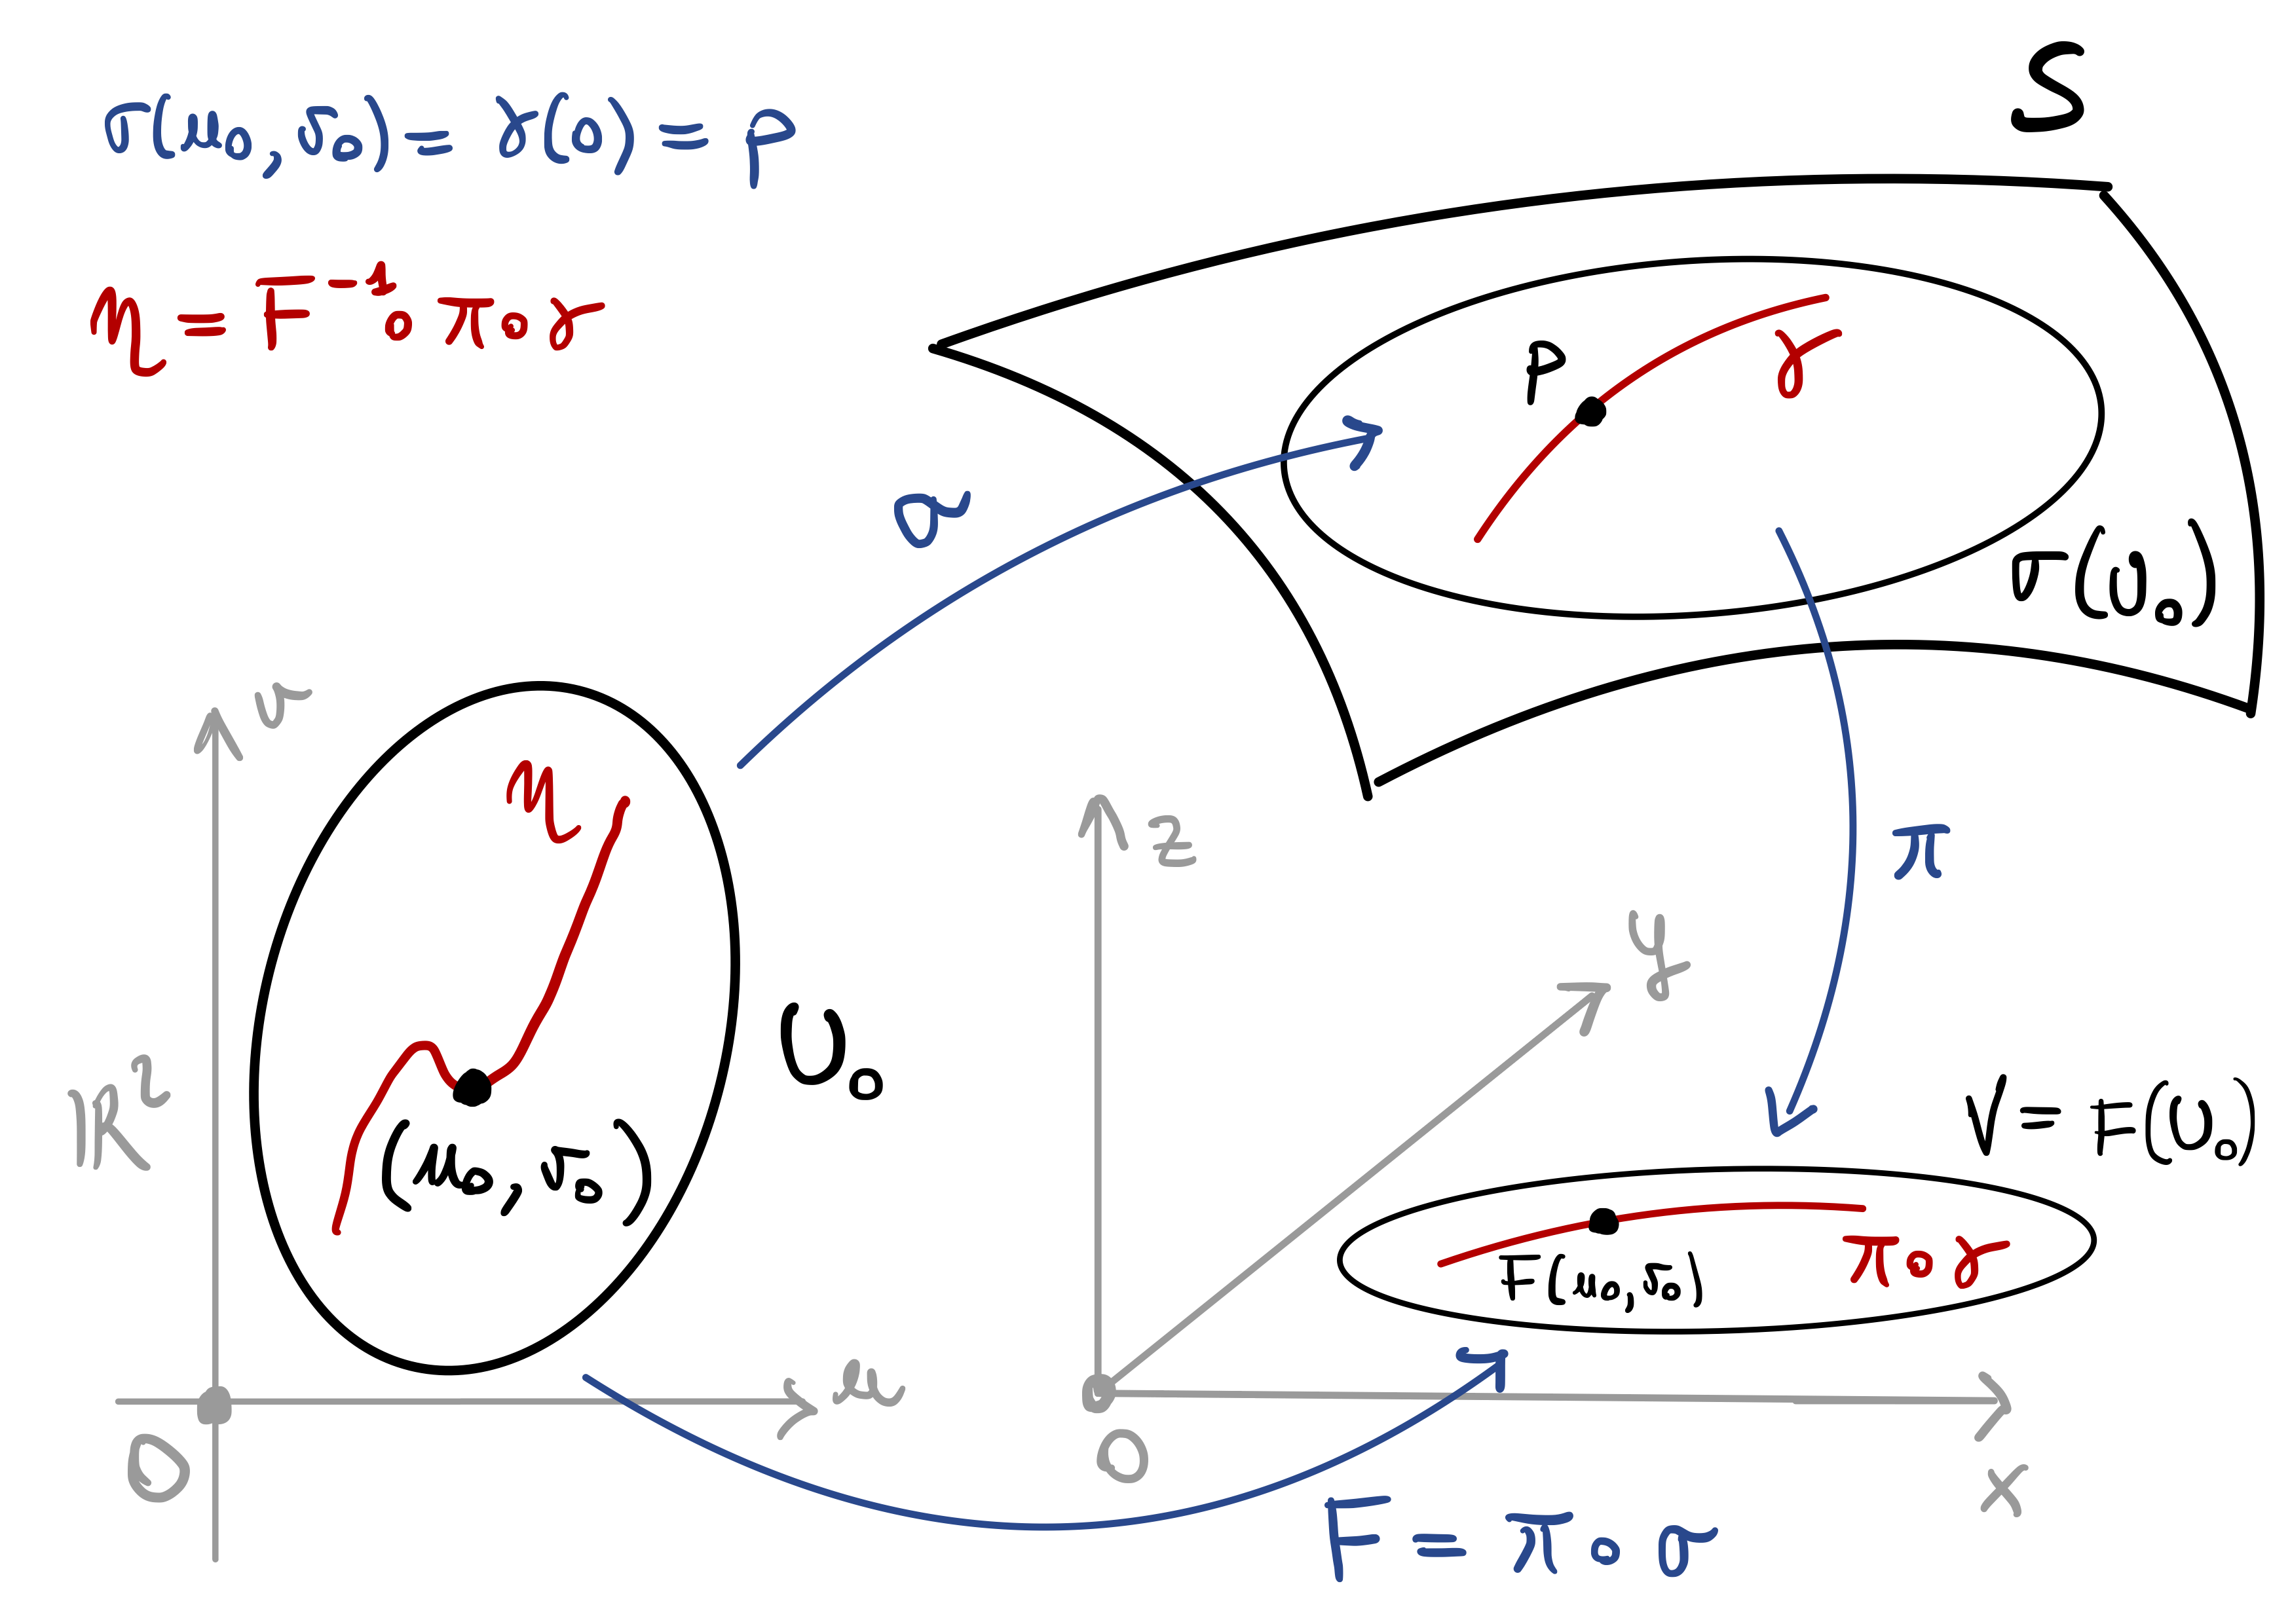 S
σ(u₀,v₀) = γ(0) = p
η = F⁻¹∘π∘γ
p
γ
σ
σ(U₀)
v
η
z
π
y
U₀
ℝ²
(u₀,v₀)
V = F(U₀)
F(u₀,v₀)
π∘γ
u
O
O
x
F = π∘σ